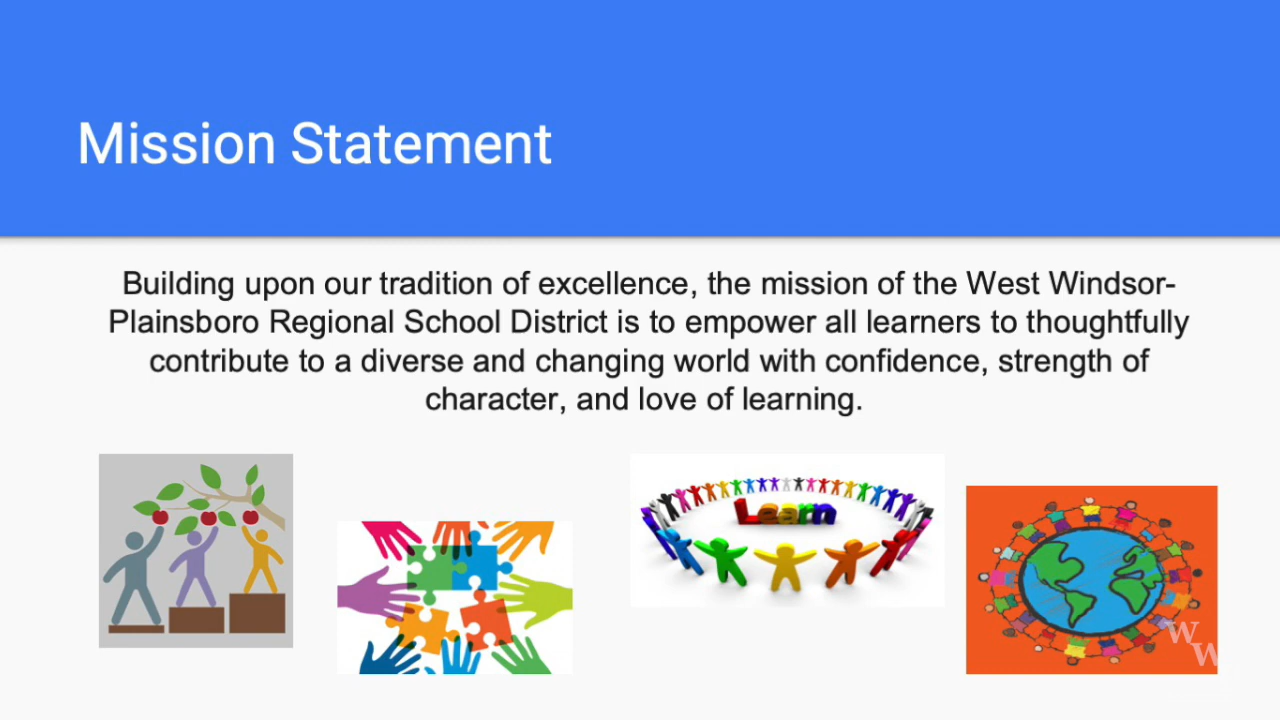 Mission Statement
Building upon our tradition of excellence, the mission of the West Windsor-
Plainsboro Regional School District is to empower all learners to thoughtfully
contribute to a diverse and changing world with confidence, strength of
character, and love of learning.
Learn
W
W